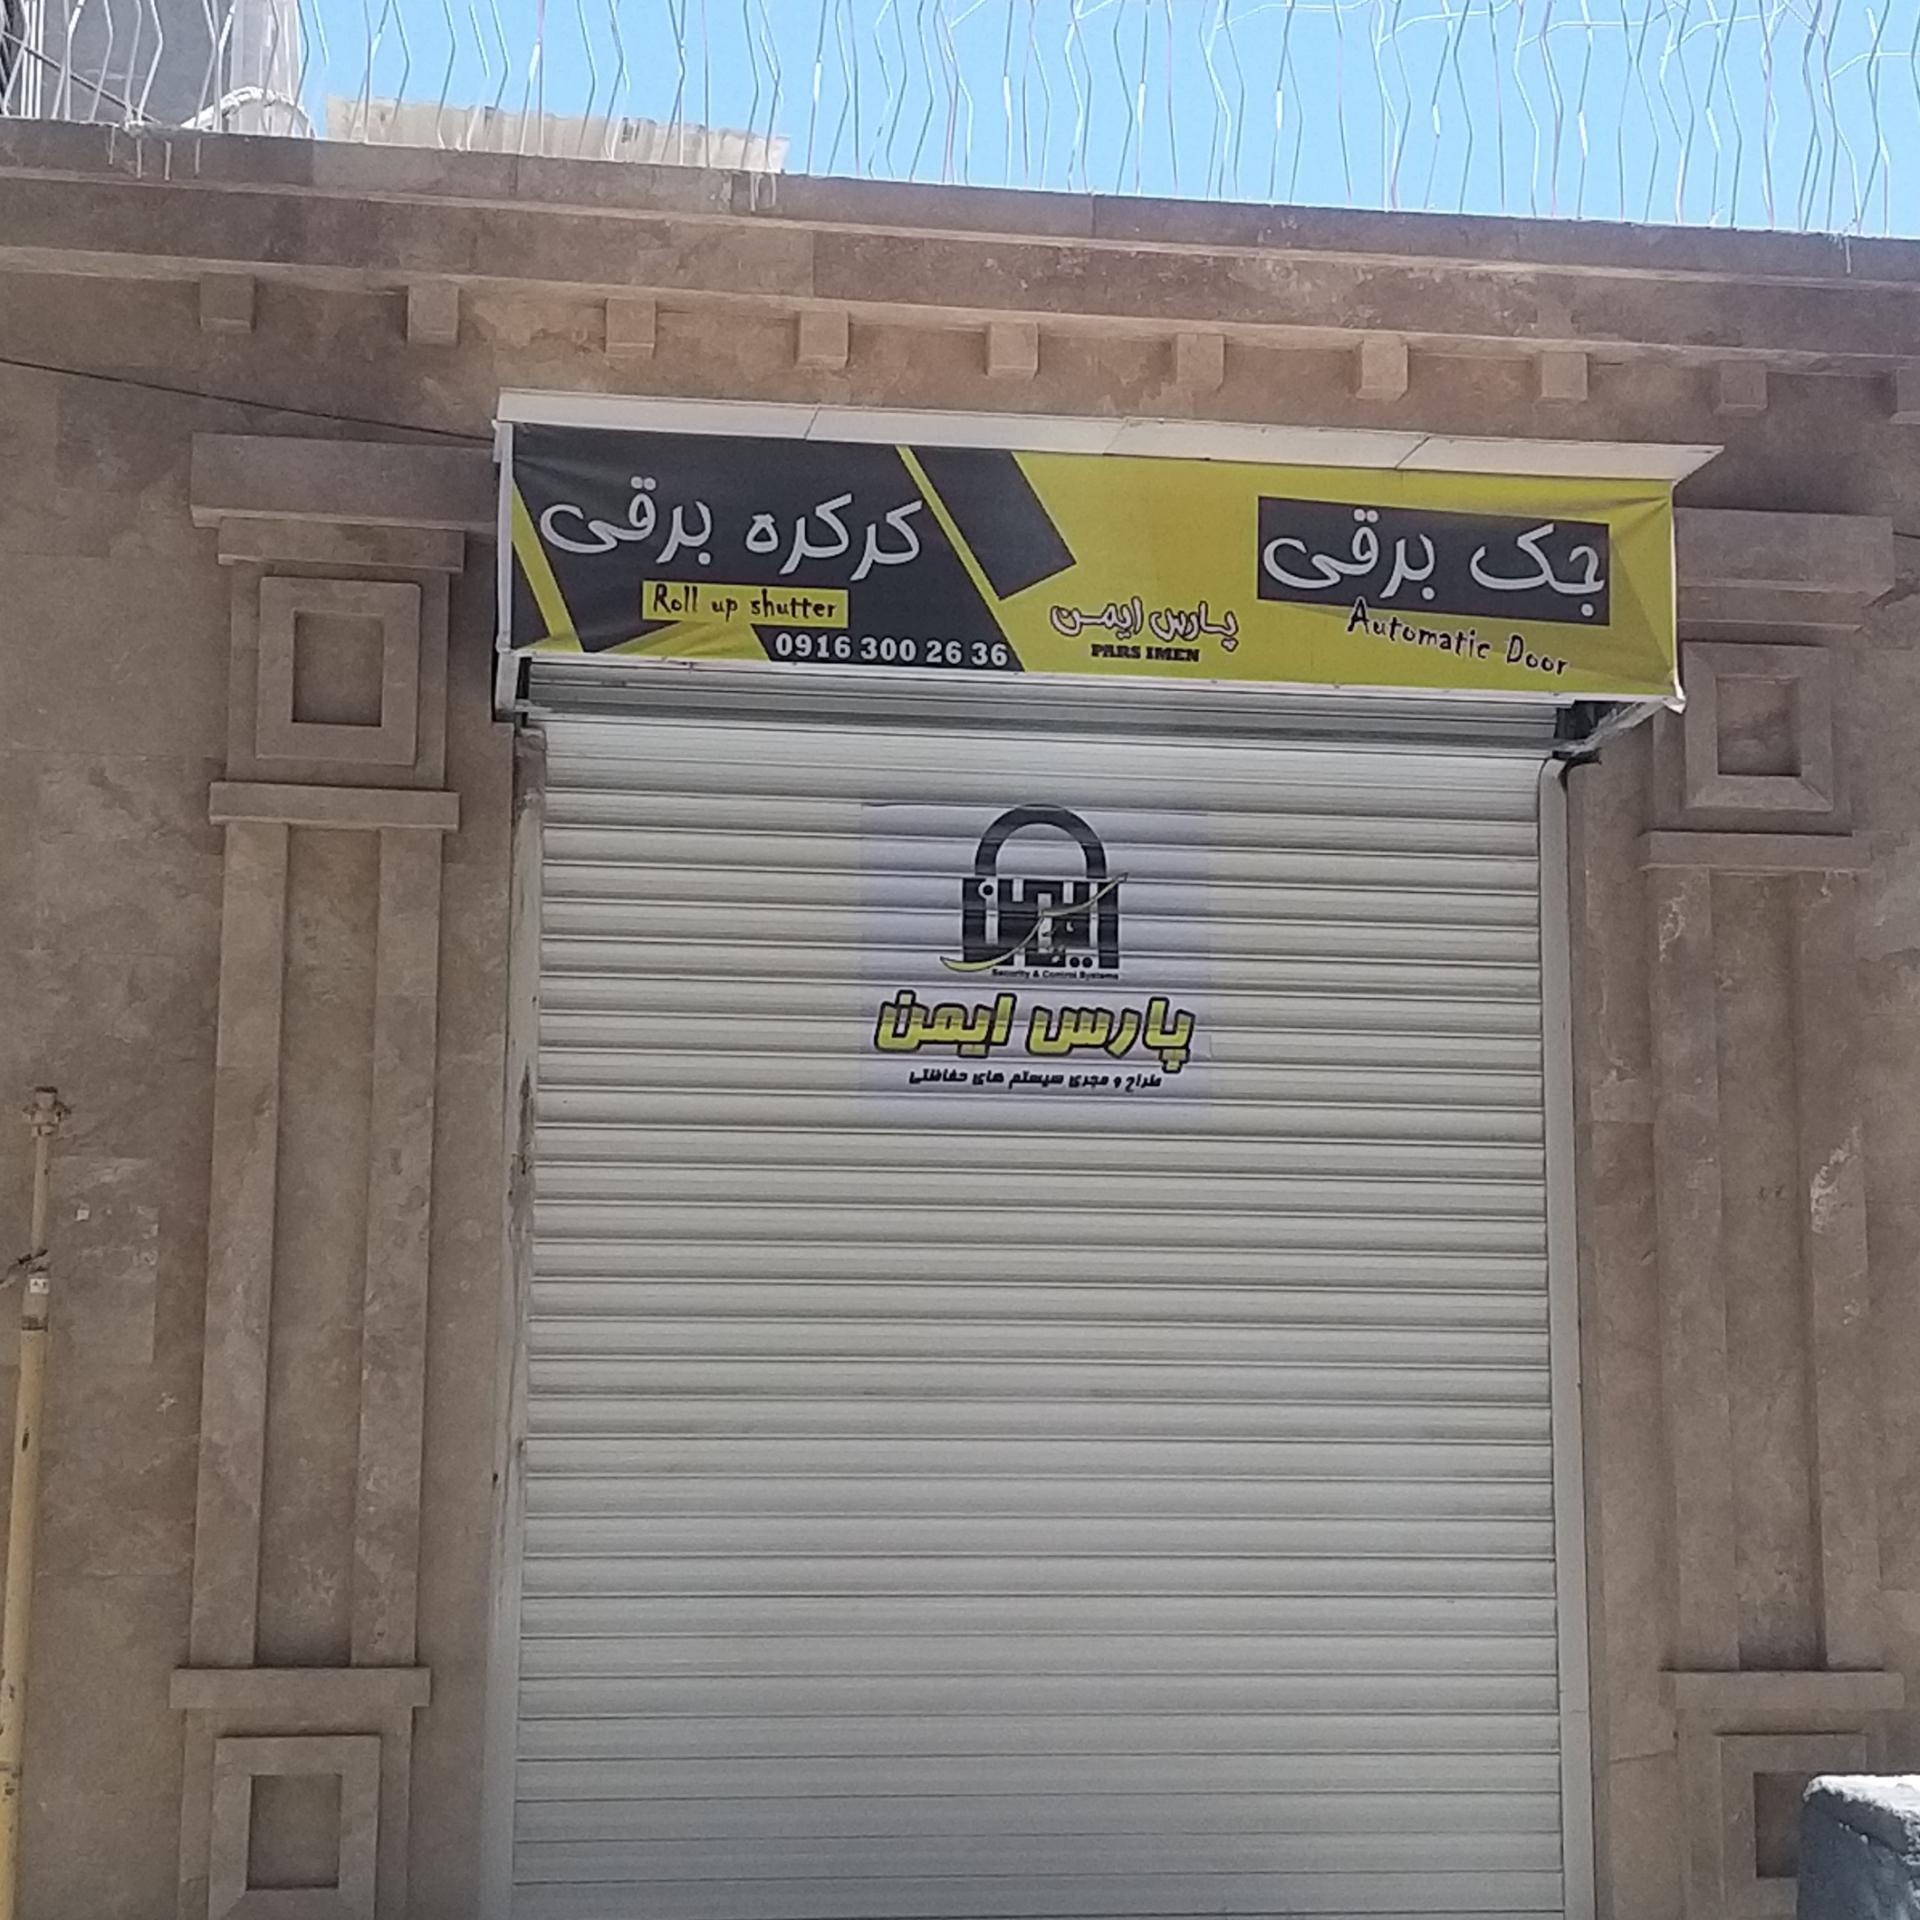 جک برقی
Automatic Door
پارس ایمن
PARS IMEN
کرکره برقی
Roll up shutter
0916 300 26 36
ایمن
Security & Control Systems
پارس ایمن
طراح و مجری سیستم های حفاظتی